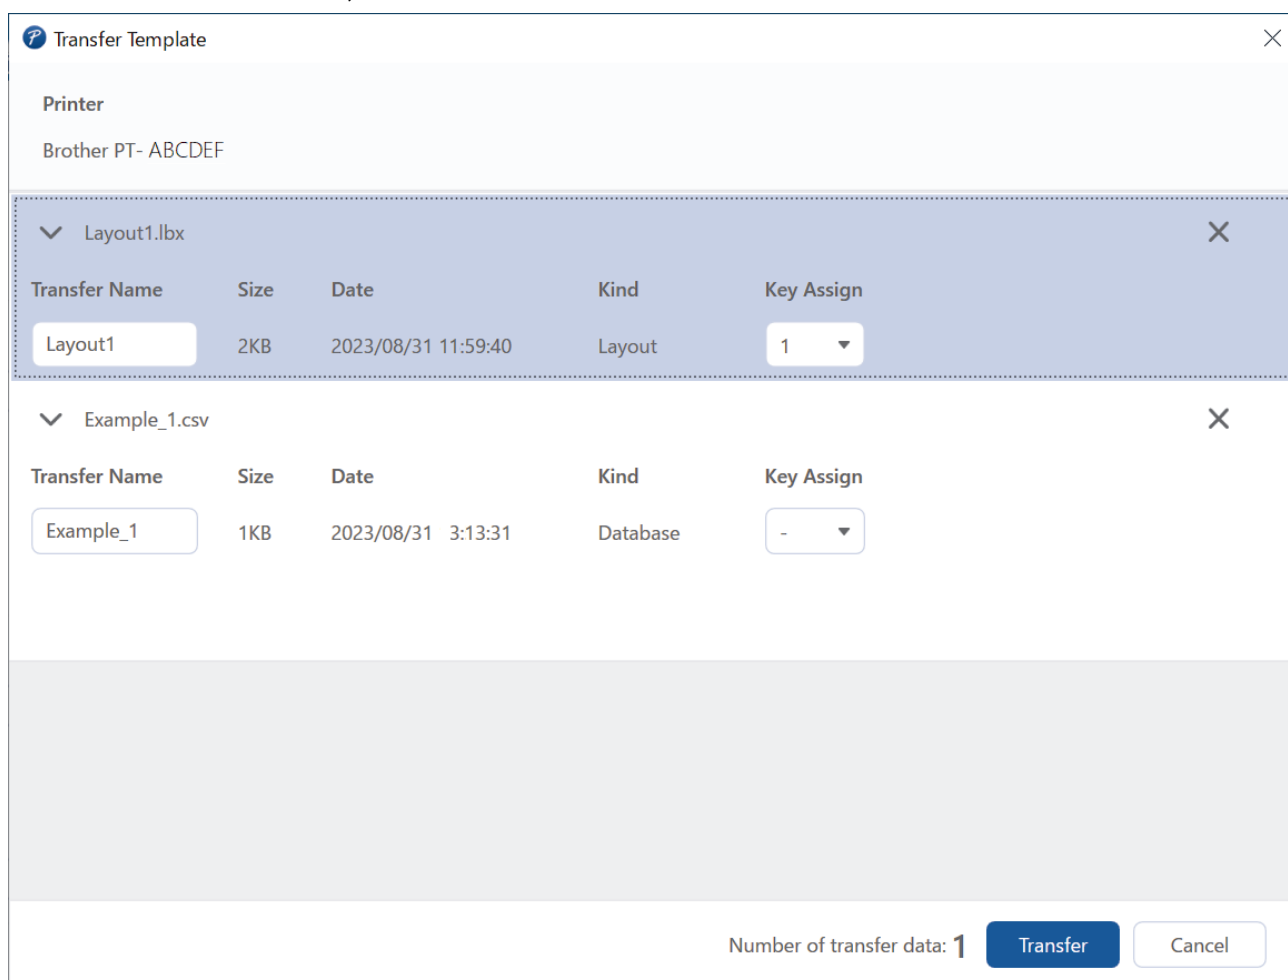 Transfer Template
Printer
Brother PT- ABCDEF
Layout1.lbx
Transfer Name Size Date Kind Key Assign
Layout1 2KB 2023/08/31 11:59:40 Layout 1
Example_1.csv
Transfer Name Size Date Kind Key Assign
Example_1 1KB 2023/08/31 3:13:31 Database -
Number of transfer data: 1 Transfer Cancel